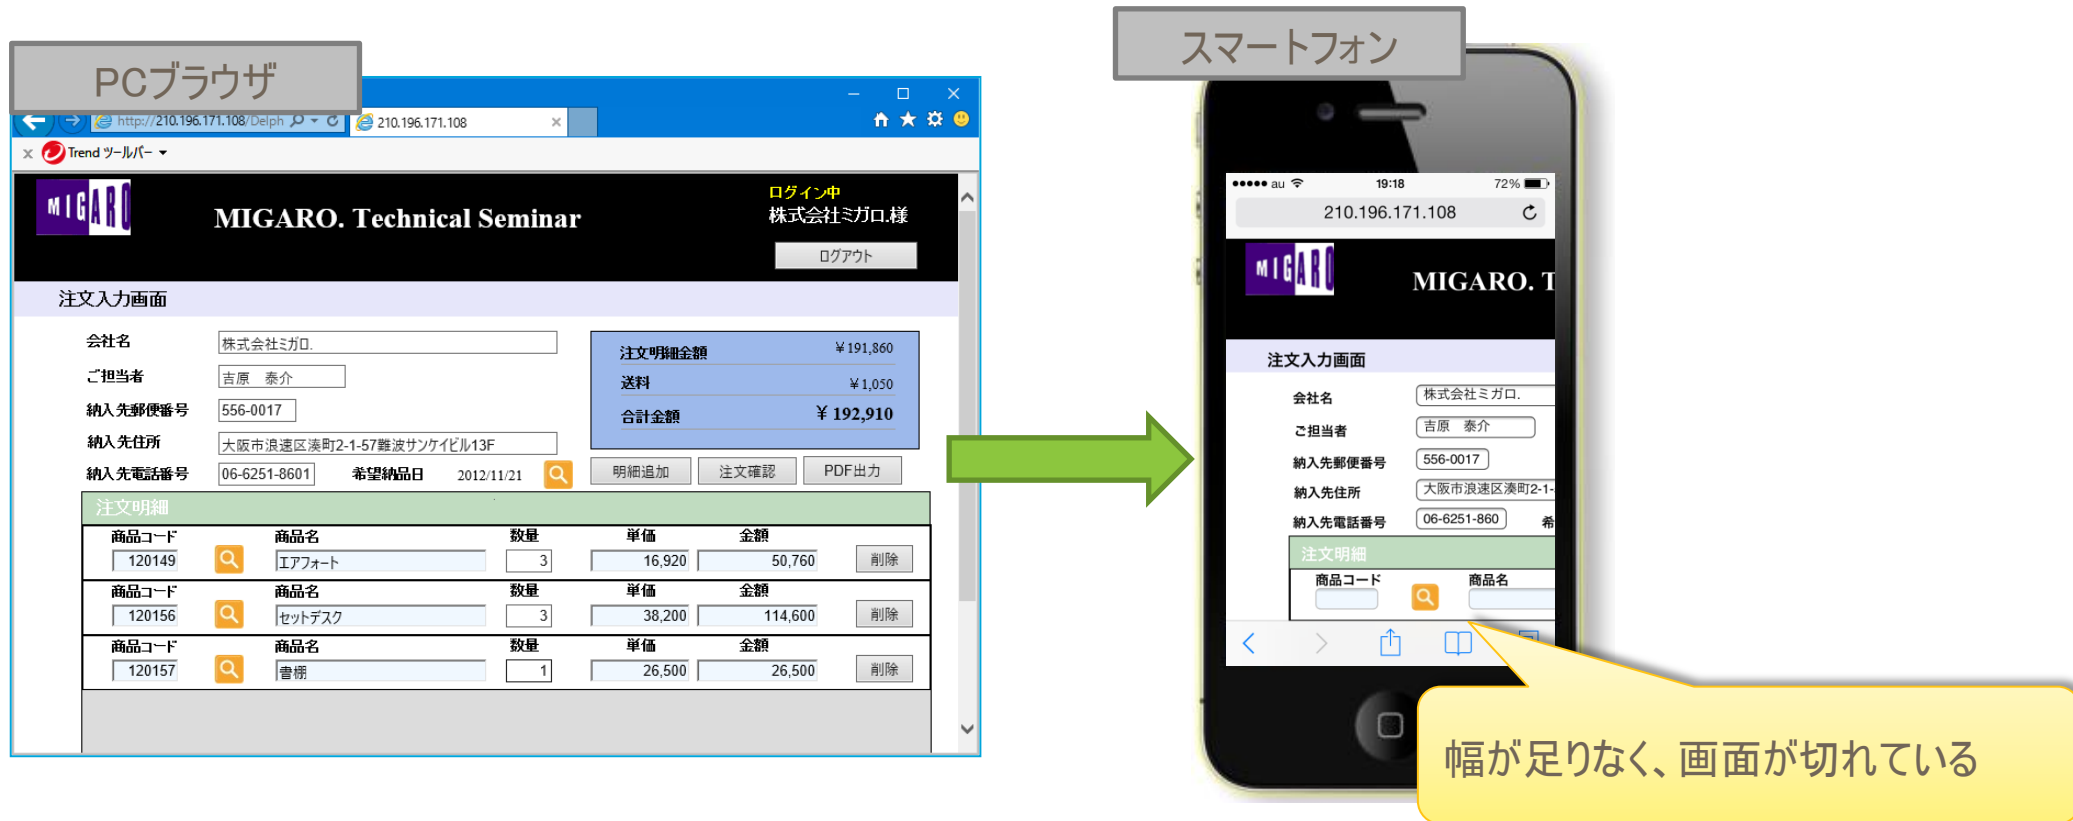 PCブラウザ
http://210.196.171.108/Delph
210.196.171.108
Trend ツールバー
MIGARO
MIGARO. Technical Seminar
ログイン中
株式会社ミガロ.様
ログアウト
注文入力画面
会社名 株式会社ミガロ.
ご担当者 吉原 泰介
納入先郵便番号 556-0017
納入先住所 大阪市浪速区湊町2-1-57難波サンケイビル13F
納入先電話番号 06-6251-8601 希望納品日 2012/11/21
注文明細金額 ¥191,860
送料 ¥1,050
合計金額 ¥192,910
明細追加 注文確認 PDF出力
注文明細
商品コード 商品名 数量 単価 金額
120149 エアフォート 3 16,920 50,760 削除
商品コード 商品名 数量 単価 金額
120156 セットデスク 3 38,200 114,600 削除
商品コード 商品名 数量 単価 金額
120157 書棚 1 26,500 26,500 削除
スマートフォン
au 19:18 72%
210.196.171.108
MIGARO
MIGARO. T
注文入力画面
会社名 株式会社ミガロ.
ご担当者 吉原 泰介
納入先郵便番号 556-0017
納入先住所 大阪市浪速区湊町2-1-
納入先電話番号 06-6251-860 希
注文明細
商品コード 商品名
幅が足りなく、画面が切れている